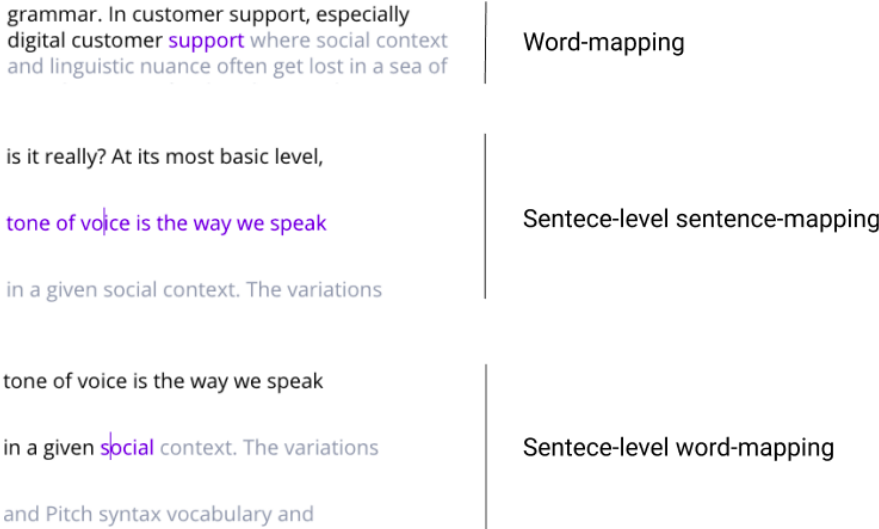 grammar. In customer support, especially
digital customer support where social context
and linguistic nuance often get lost in a sea of
Word-mapping
is it really? At its most basic level,
tone of voice is the way we speak
in a given social context. The variations
Sentece-level sentence-mapping
tone of voice is the way we speak
in a given social context. The variations
and Pitch syntax vocabulary and
Sentece-level word-mapping